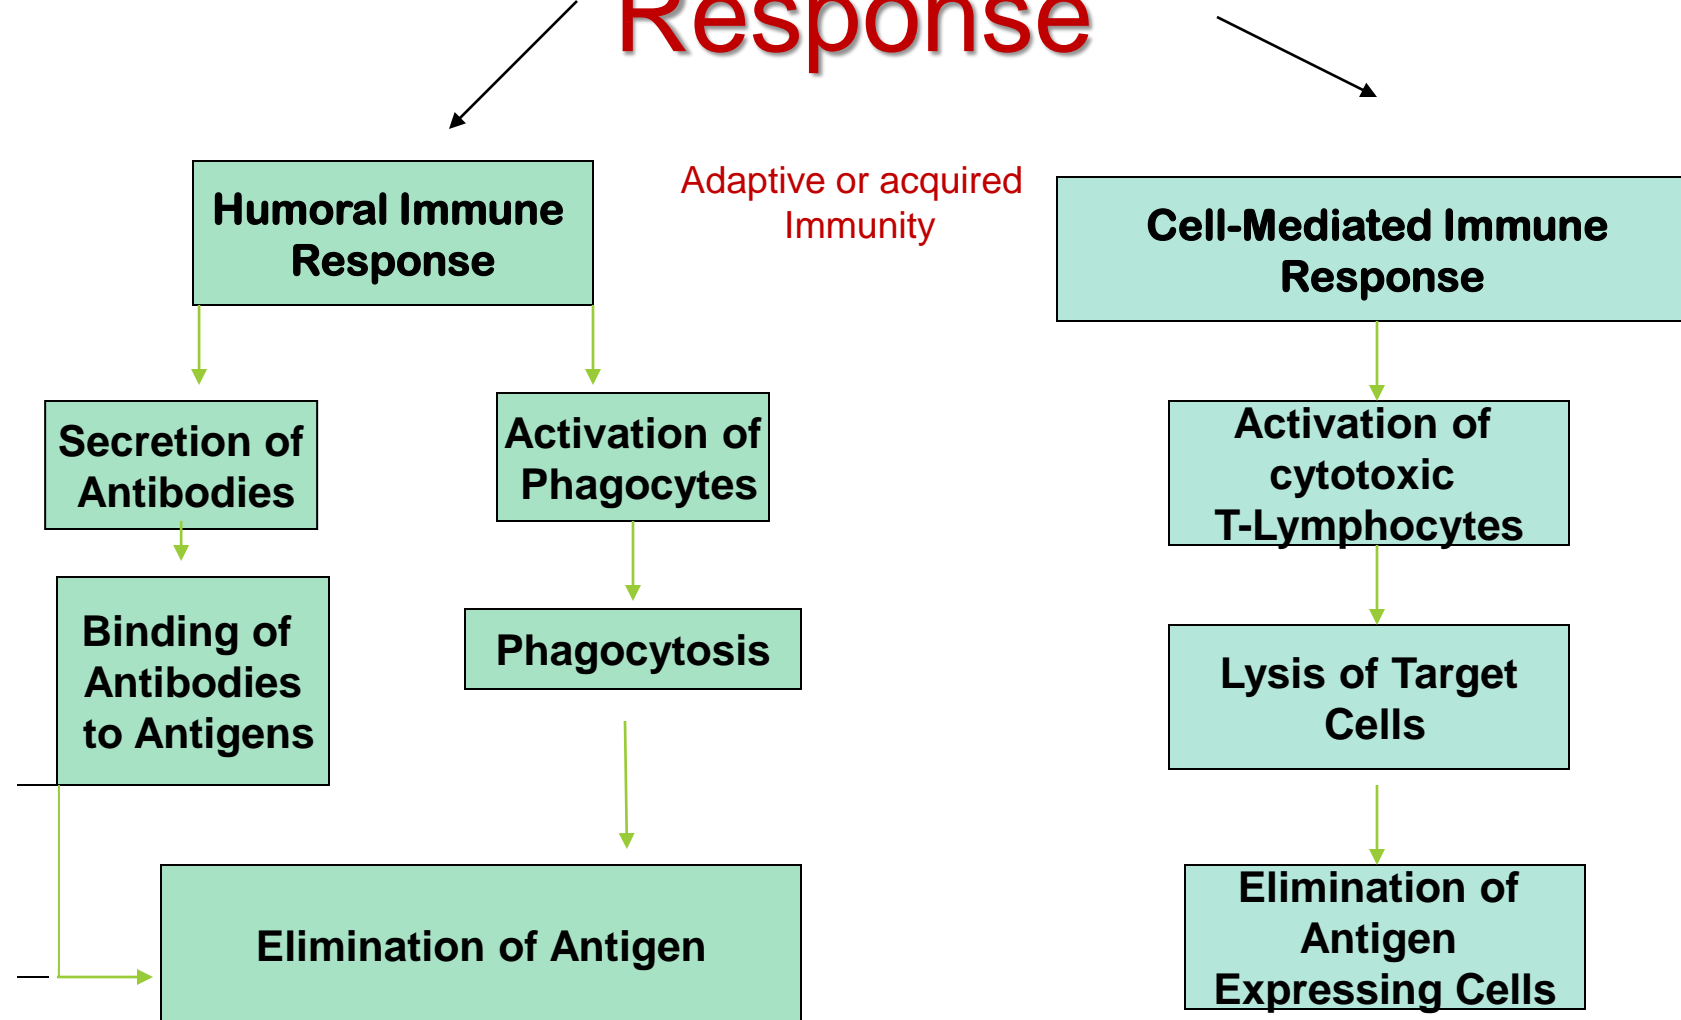 Response
Humoral Immune
Response
Adaptive or acquired
Immunity
Cell-Mediated Immune
Response
Secretion of
Antibodies
Activation of
Phagocytes
Activation of
cytotoxic
T-Lymphocytes
Binding of
Antibodies
to Antigens
Phagocytosis
Lysis of Target
Cells
Elimination of Antigen
Elimination of
Antigen
Expressing Cells